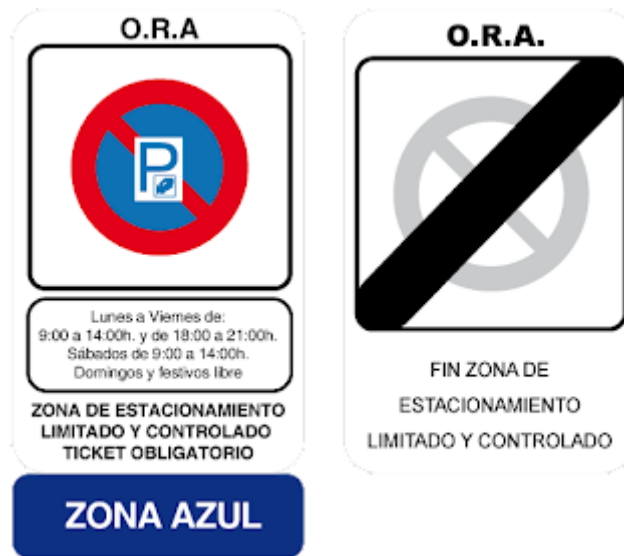 O.R.A
P
Lunes a Viernes de:
9:00 a 14:00h. y de 18:00 a 21:00h.
Sábados de 9:00 a 14:00h.
Domingos y festivos libre
ZONA DE ESTACIONAMIENTO
LIMITADO Y CONTROLADO
TICKET OBLIGATORIO
ZONA AZUL
O.R.A.
FIN ZONA DE
ESTACIONAMIENTO
LIMITADO Y CONTROLADO